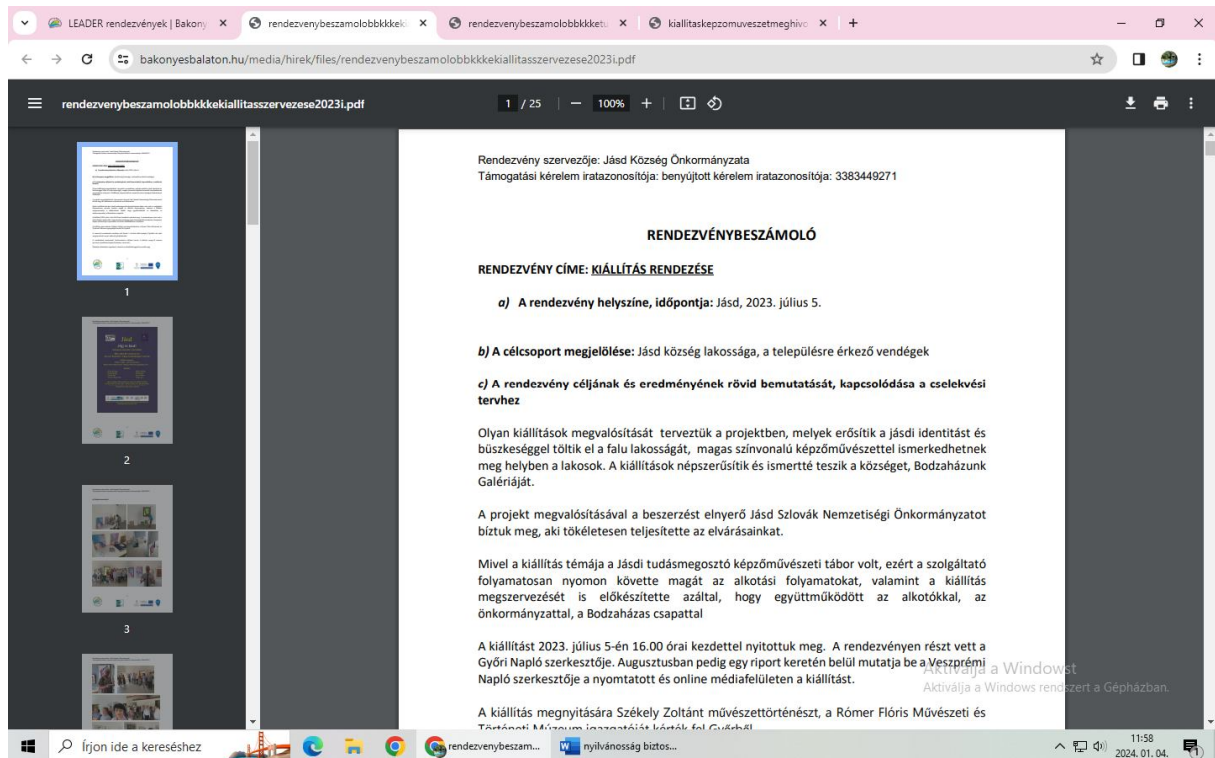 LEADER rendezvények | Bakony
rendezvenybeszamolobbkkkeki
rendezvenybeszamolobbkkketu
kiallitaskepzomuveszetmeghivo
bakonyesbalaton.hu/media/hirek/files/rendezvenybeszamolobbkkkekiallitasszervezese2023i.pdf
rendezvenybeszamolobbkkkekiallitasszervezese2023i.pdf
1 / 25
100%
1
2
3
Rendezvény szervezője: Jásd Község Önkormányzata
Támogatási kérelem iratazonosítója: benyújtott kérelem iratazonosítója: 3383449271
RENDEZVÉNYBESZÁMOLÓ
RENDEZVÉNY CÍME: KIÁLLÍTÁS RENDEZÉSE
a) A rendezvény helyszíne, időpontja: Jásd, 2023. július 5.
b) A célcsoport megjelölése: Jásd község lakossága, a településre érkező vendégek
c) A rendezvény céljának és eredményének rövid bemutatását, kapcsolódása a cselekvési
tervhez
Olyan kiállítások megvalósítását terveztük a projektben, melyek erősítik a jásdi identitást és
büszkeséggel töltik el a falu lakosságát, magas színvonalú képzőművészettel ismerkedhetnek
meg helyben a lakosok. A kiállítások népszerűsítik és ismertté teszik a községet, Bodzaházunk
Galériáját.
A projekt megvalósításával a beszerzést elnyerő Jásd Szlovák Nemzetiségi Önkormányzatot
bíztuk meg, aki tökéletesen teljesítette az elvárásainkat.
Mivel a kiállítás témája a Jásdi tudásmegosztó képzőművészeti tábor volt, ezért a szolgáltató
folyamatosan nyomon követte magát az alkotási folyamatokat, valamint a kiállítás
megszervezését is előkészítette azáltal, hogy együttműködött az alkotókkal, az
önkormányzattal, a Bodzaházas csapattal
A kiállítást 2023. július 5-én 16.00 órai kezdettel nyitottuk meg. A rendezvényen részt vett a
Győri Napló szerkesztője. Augusztusban pedig egy riport keretén belül mutatja be a Veszprémi
Napló szerkesztője a nyomtatott és online médiafelületen a kiállítást.
A kiállítás megnyitására Székely Zoltánt művészettörténészt, a Rómer Flóris Művészeti és
Történeti Múzeum igazgatóját kérték fel Győrből
Aktiválja a Windowst
Aktiválja a Windows rendszert a Gépházban.
Írjon ide a kereséshez
rendezvenybeszam...
nyilvánosság biztos...
11:58
2024. 01. 04.